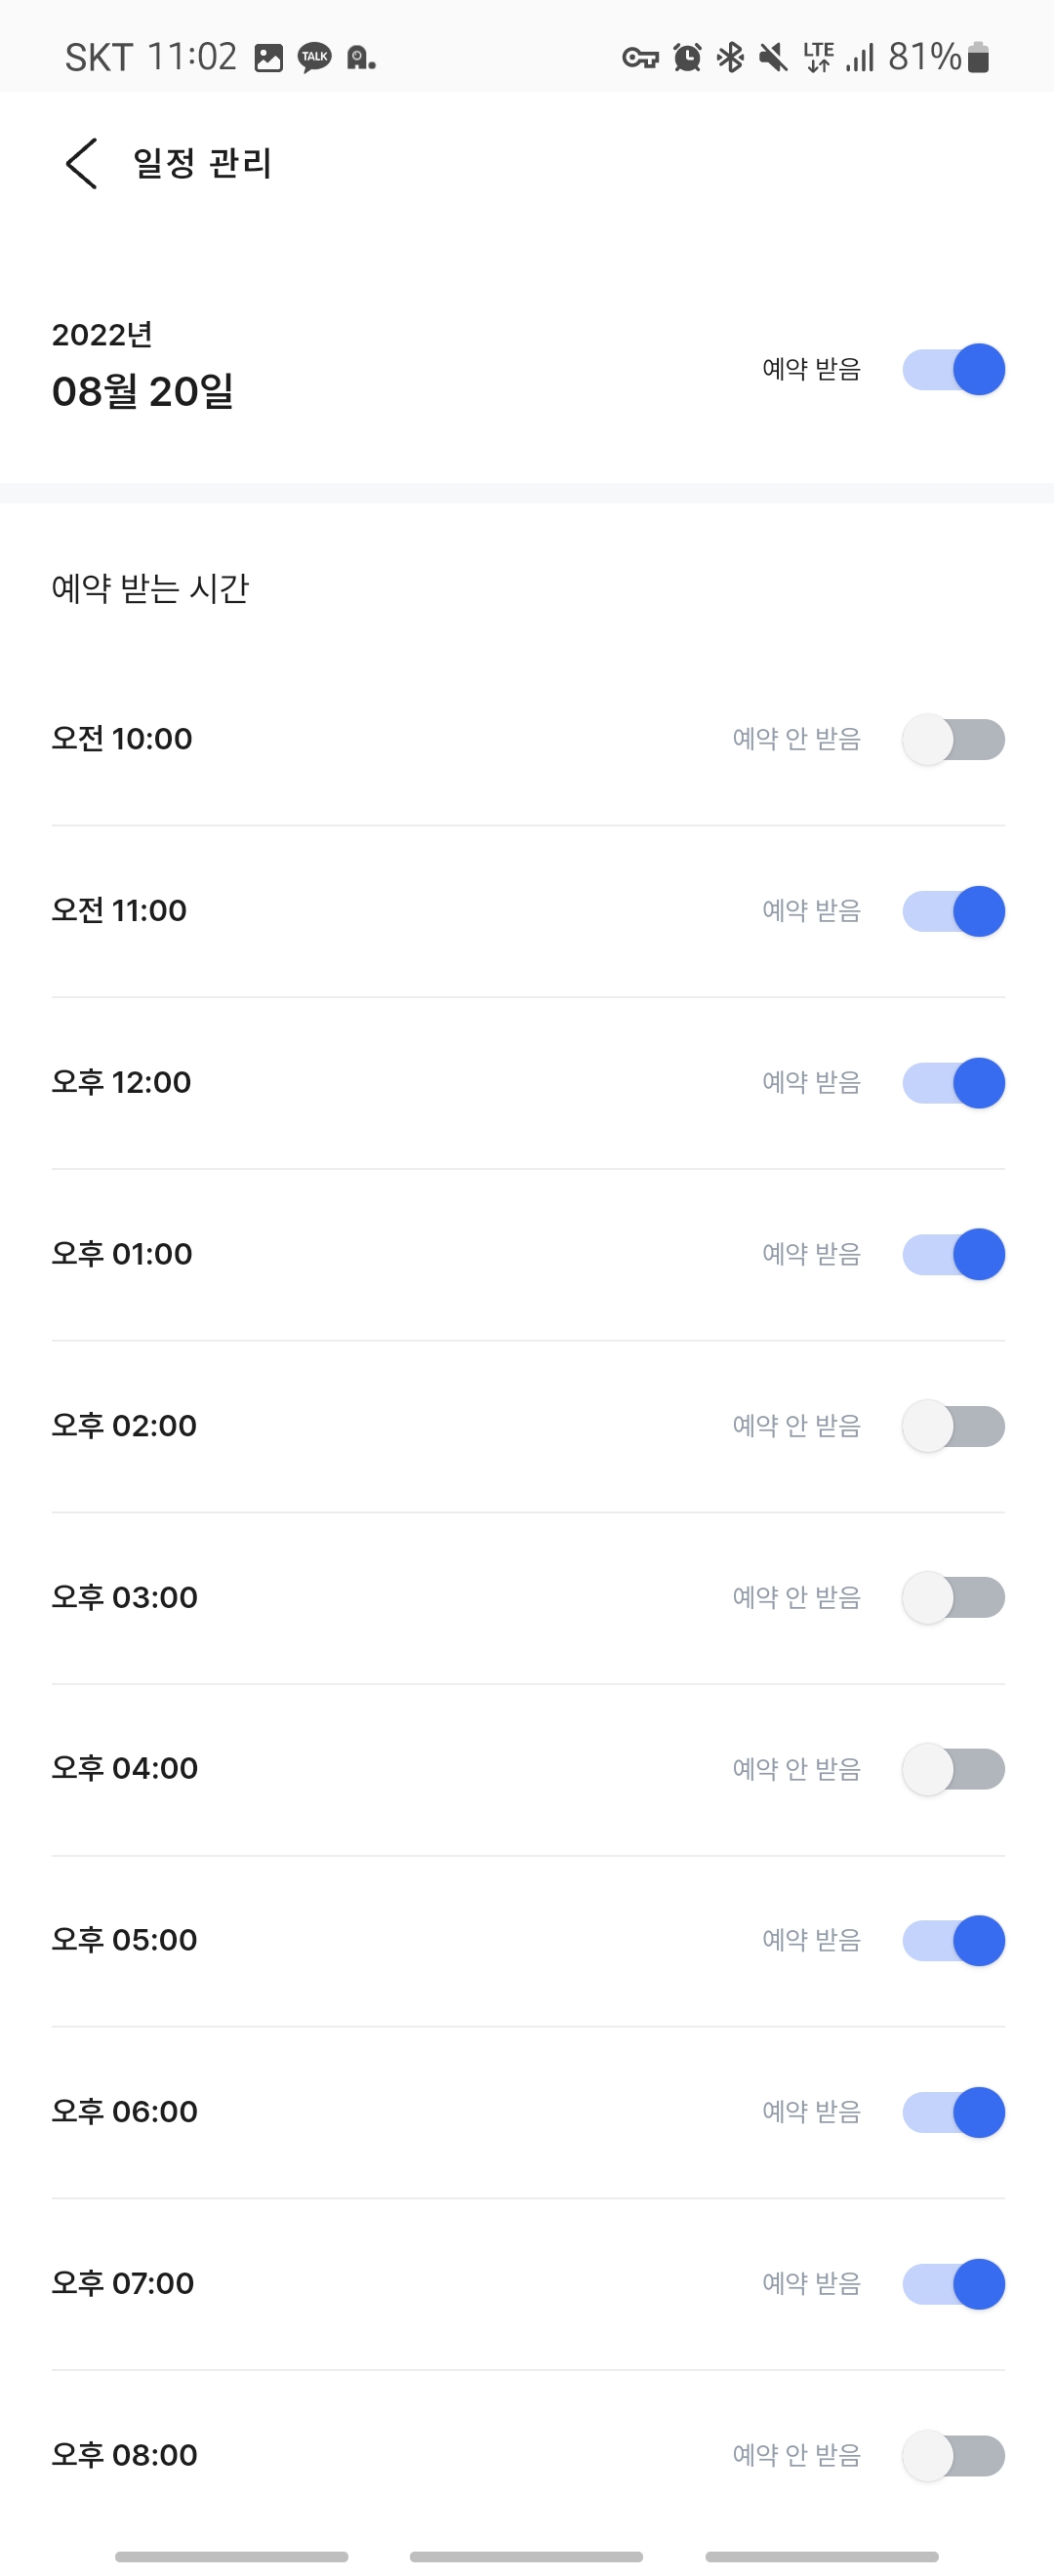 SKT 11:02 TALK LTE 81%
일정 관리
2022년
08월 20일
예약 받음
예약 받는 시간
오전 10:00 예약 안 받음
오전 11:00 예약 받음
오후 12:00 예약 받음
오후 01:00 예약 받음
오후 02:00 예약 안 받음
오후 03:00 예약 안 받음
오후 04:00 예약 안 받음
오후 05:00 예약 받음
오후 06:00 예약 받음
오후 07:00 예약 받음
오후 08:00 예약 안 받음